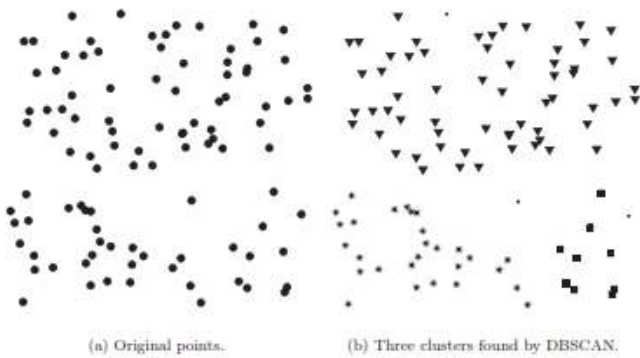 (a) Original points.
(b) Three clusters found by DBSCAN.